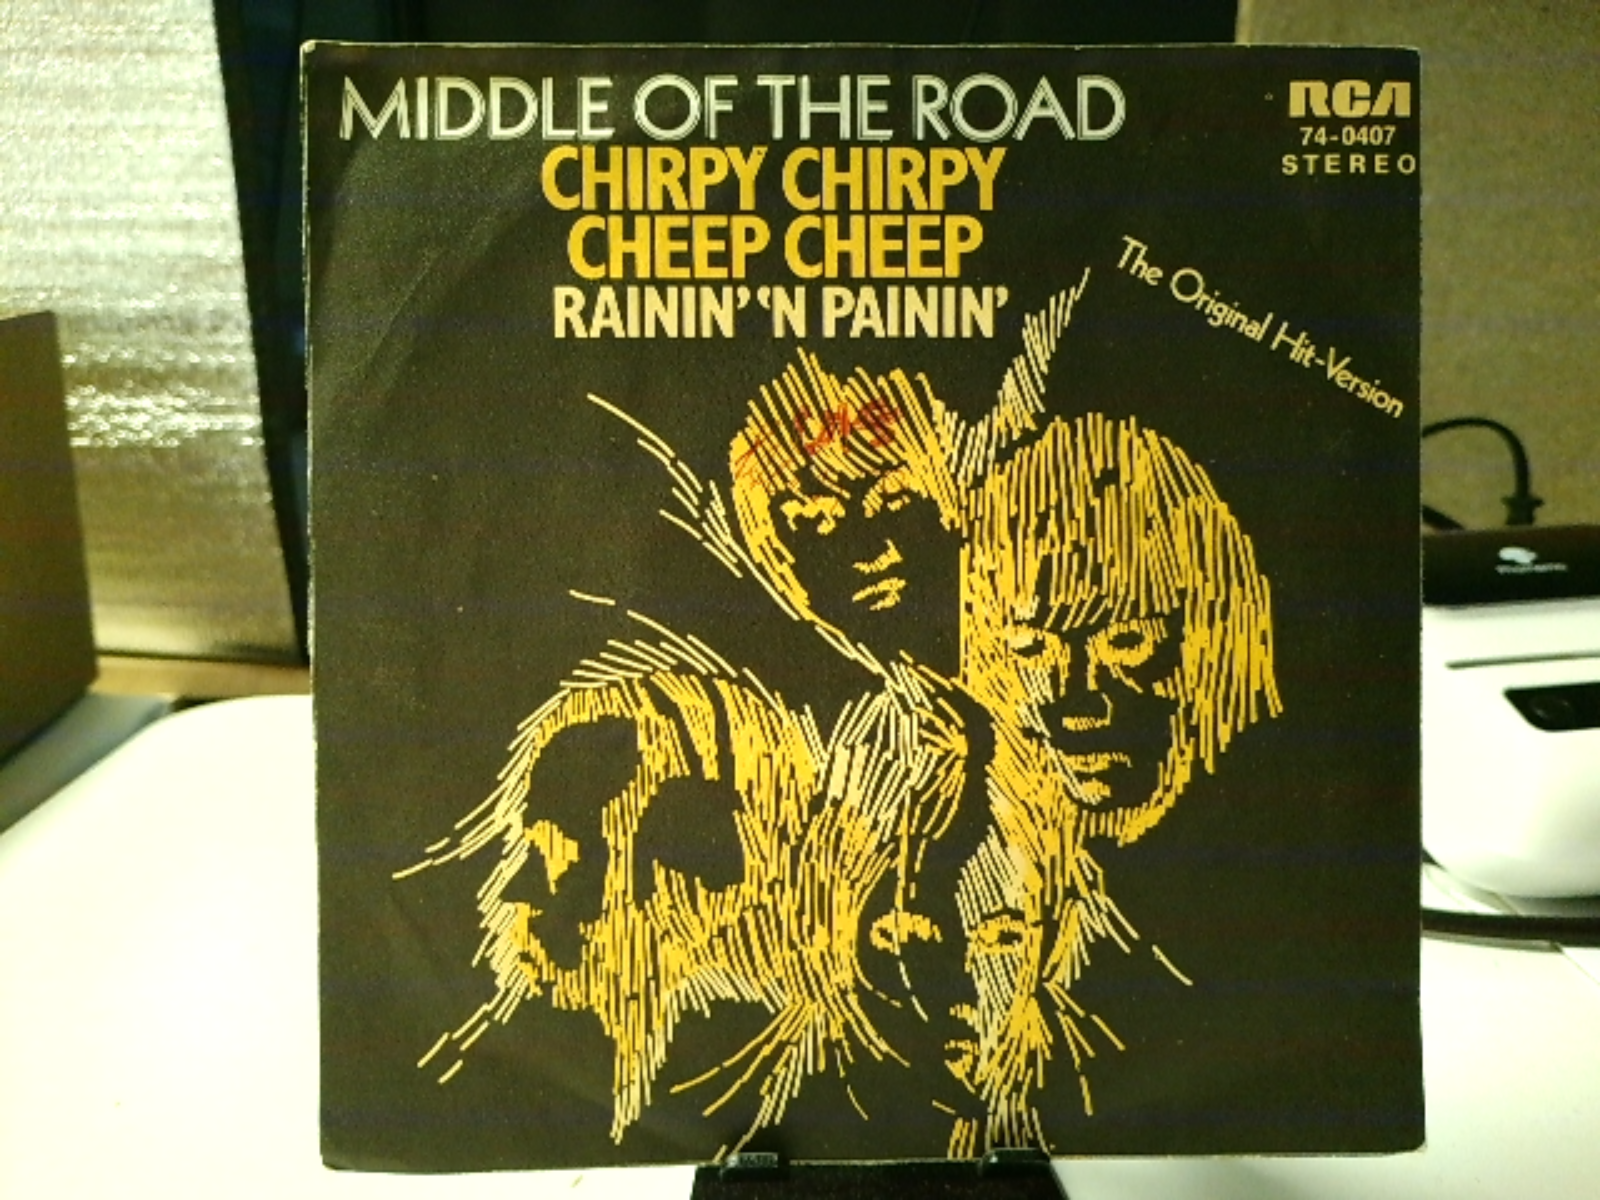 MIDDLE OF THE ROAD
CHIRPY CHIRPY
CHEEP CHEEP
RAININ' 'N PAININ'
RCA
74-0407
STEREO
The Original Hit-Version